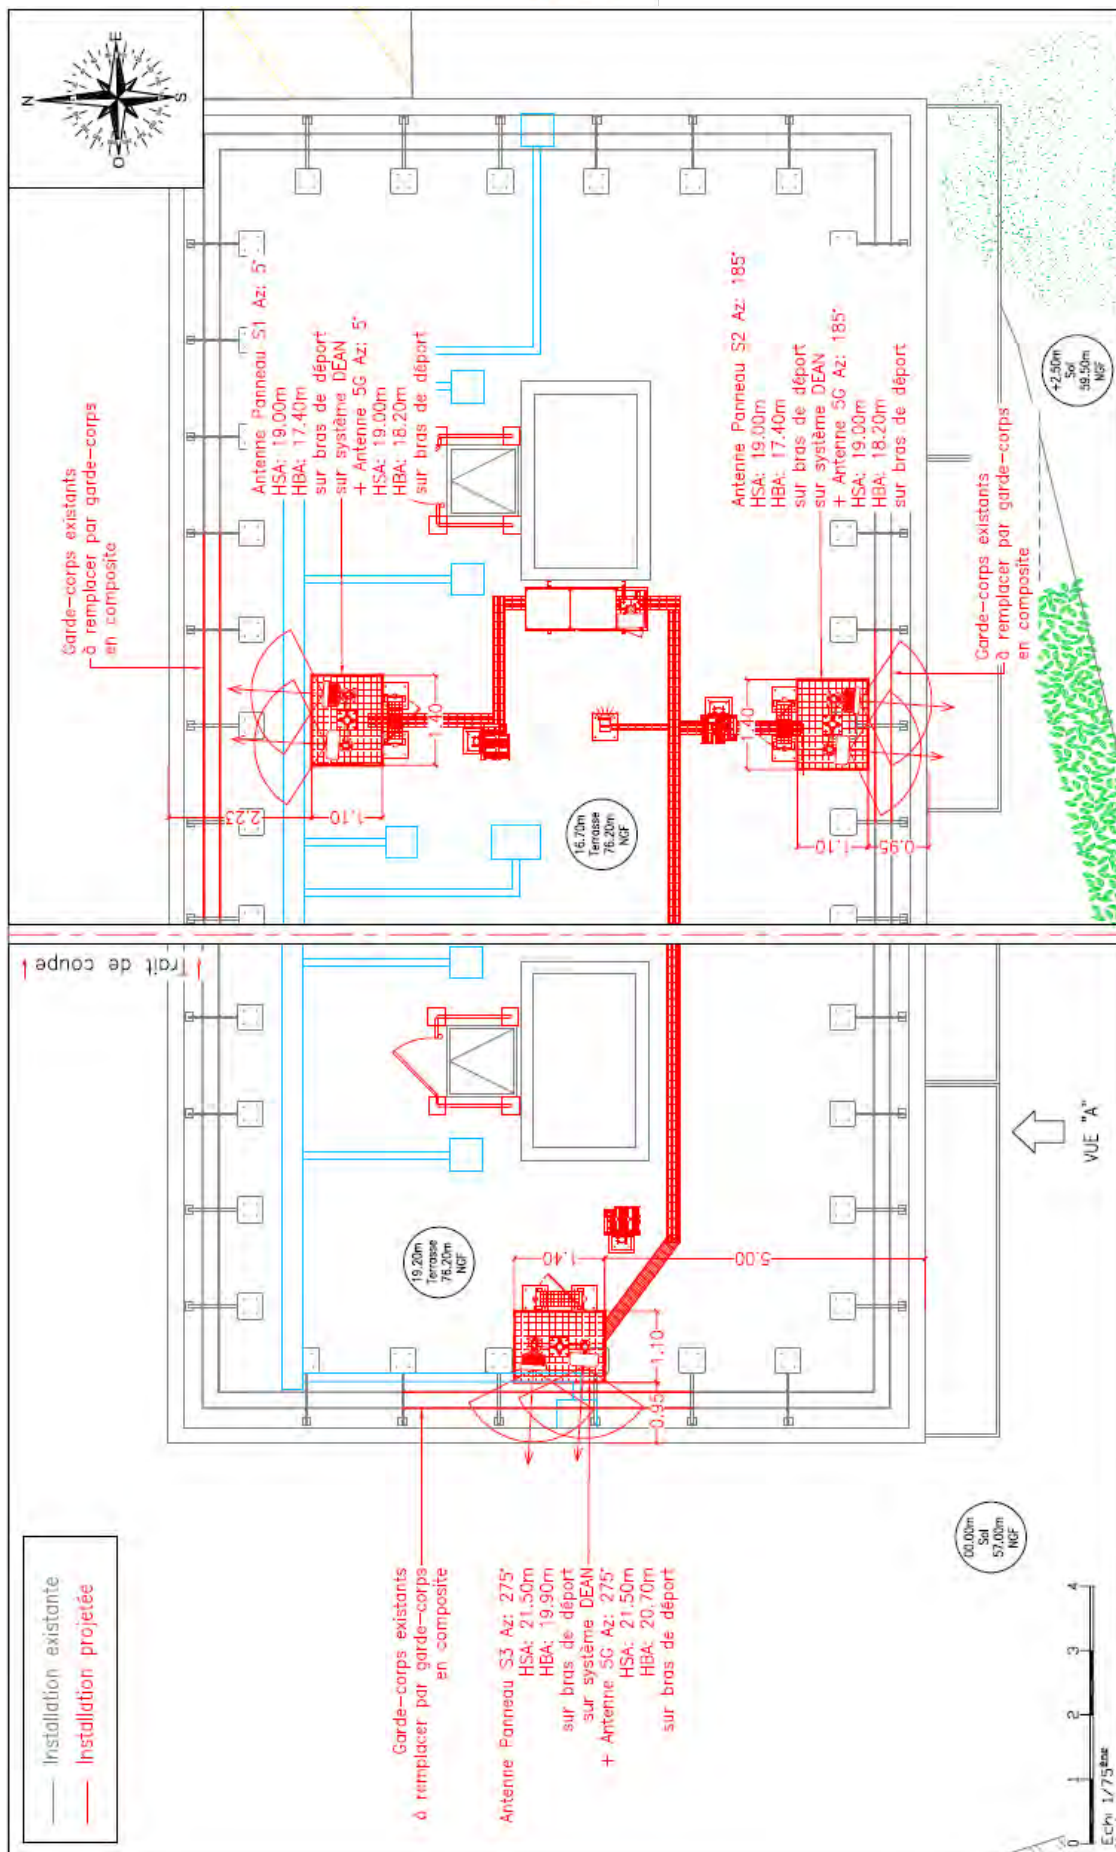 N
E
S
O
Garde-corps existants
à remplacer par garde-corps
en composite
Antenne Panneau S1 Az: 5°
HSA: 19.00m
HBA: 17.40m
sur bras de déport
sur système DEAN
+ Antenne 5G Az: 5°
HSA: 19.00m
HBA: 18.20m
sur bras de déport
Antenne Panneau S2 Az: 185°
HSA: 19.00m
HBA: 17.40m
sur bras de déport
sur système DEAN
+ Antenne 5G Az: 185°
HSA: 19.00m
HBA: 18.20m
sur bras de déport
+2.50m
Sol
59.50m
NGF
Garde-corps existants
à remplacer par garde-corps
en composite
1.40
2.23
1.10
1.40
1.10
0.95
16.70m
Terrasse
76.20m
NGF
Trait de coupe
19.20m
Terrasse
76.20m
NGF
1.40
5.00
1.10
0.95
VUE "A"
Garde-corps existants
à remplacer par garde-corps
en composite
Antenne Panneau S3 Az: 275°
HSA: 21.50m
HBA: 19.90m
sur bras de déport
sur système DEAN
+ Antenne 5G Az: 275°
HSA: 21.50m
HBA: 20.70m
sur bras de déport
00.00m
Sol
57.00m
NGF
Installation existante
Installation projetée
0 1 2 3 4
Ech: 1/75ème